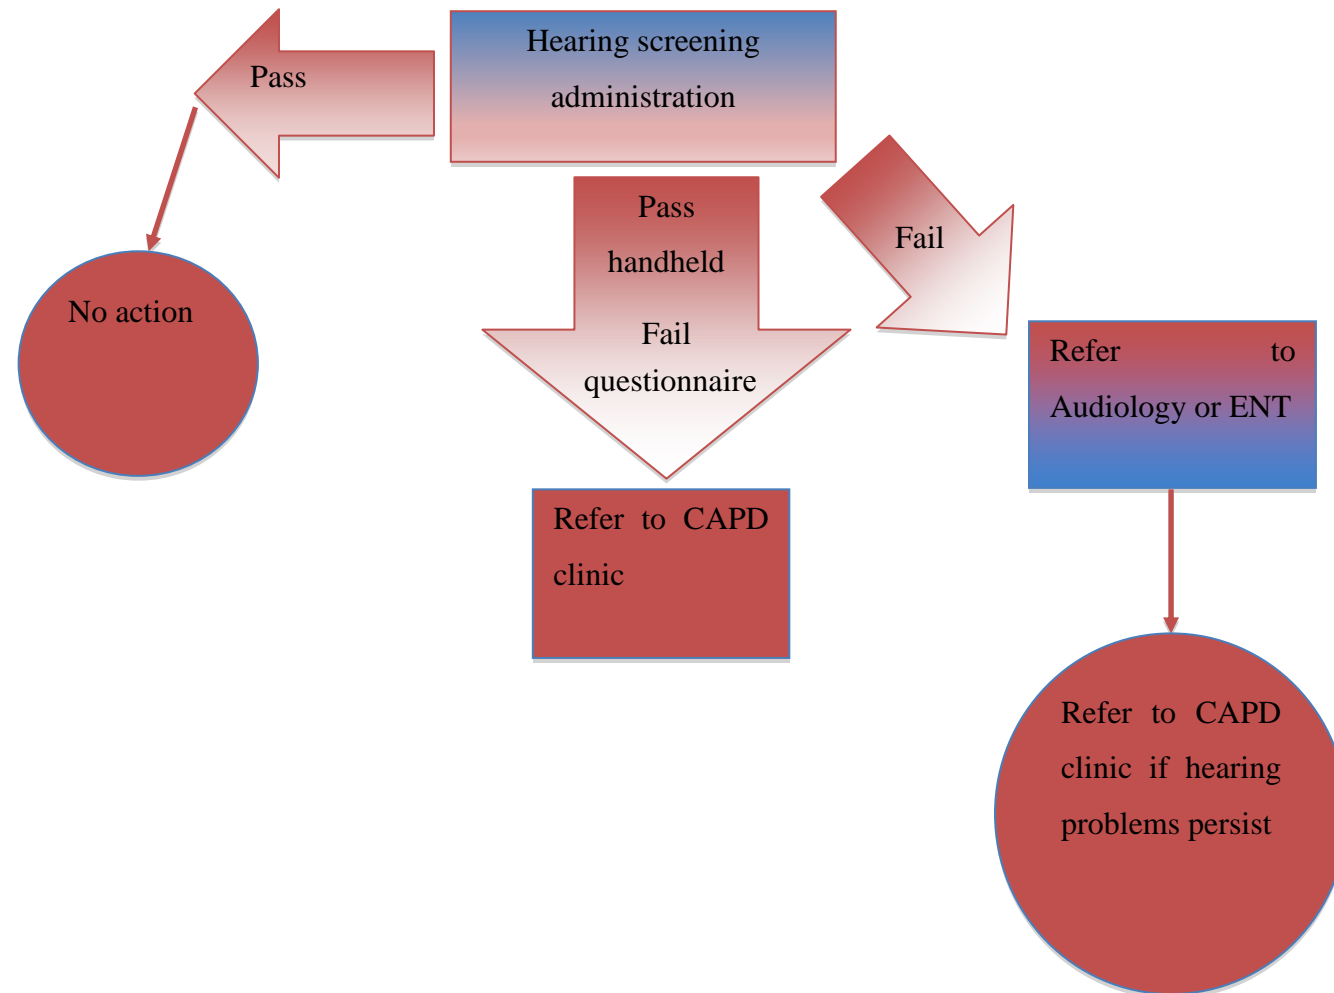 Hearing screening
administration
Pass
Pass
handheld
Fail
questionnaire
Fail
No action
Refer to
Audiology or ENT
Refer to CAPD
clinic
Refer to CAPD
clinic if hearing
problems persist